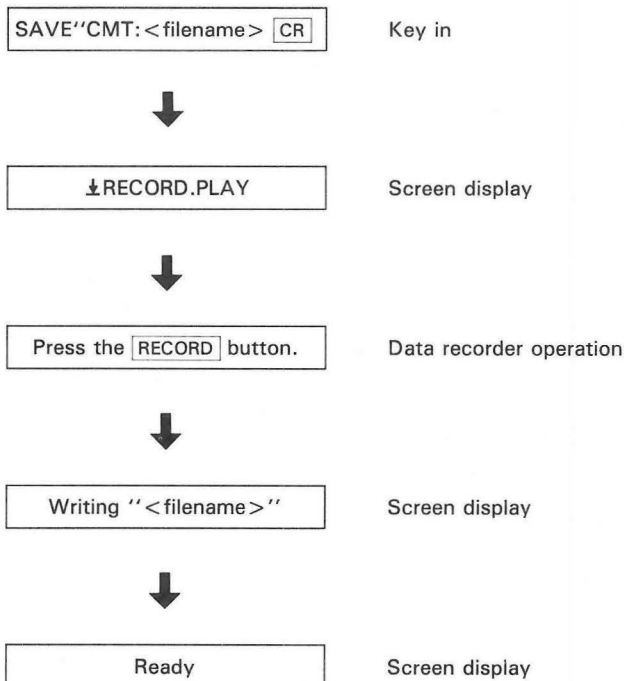 SAVE''CMT:<filename> CR Key in
↓RECORD.PLAY Screen display
Press the RECORD button. Data recorder operation
Writing ''<filename>'' Screen display
Ready Screen display